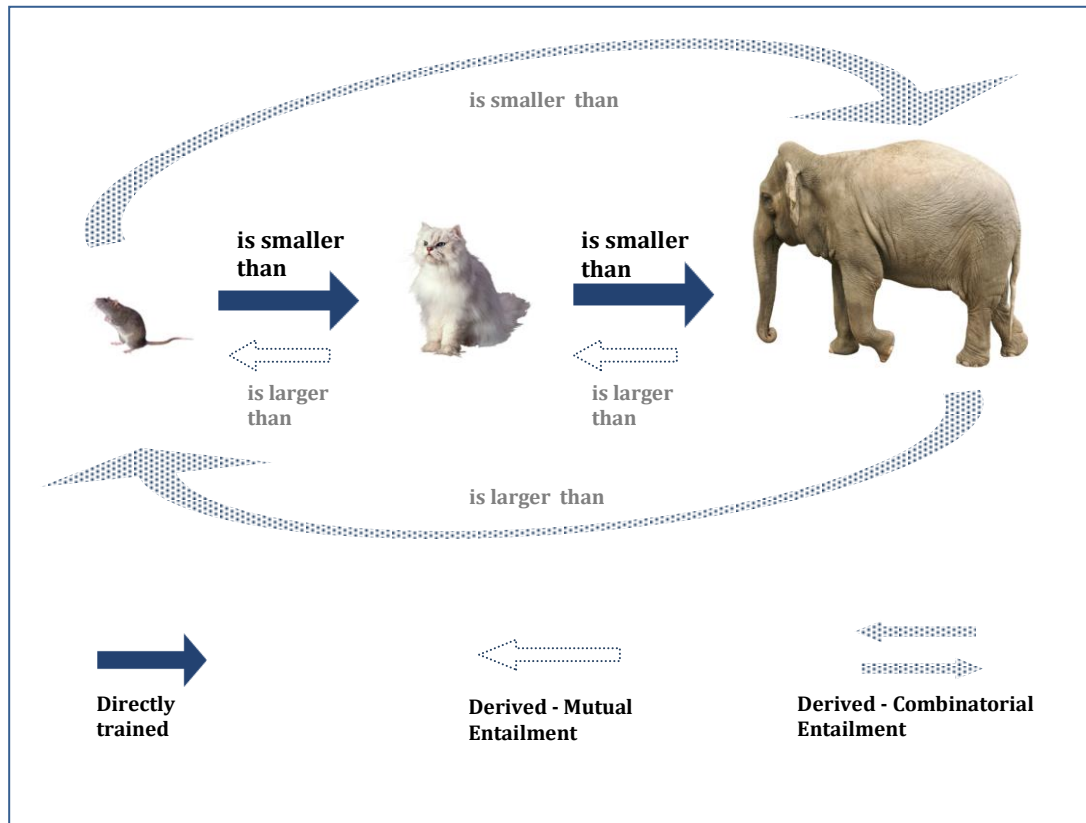 is smaller than
is smaller
than
is smaller
than
is larger
than
is larger
than
is larger than
Directly
trained
Derived - Mutual
Entailment
Derived - Combinatorial
Entailment